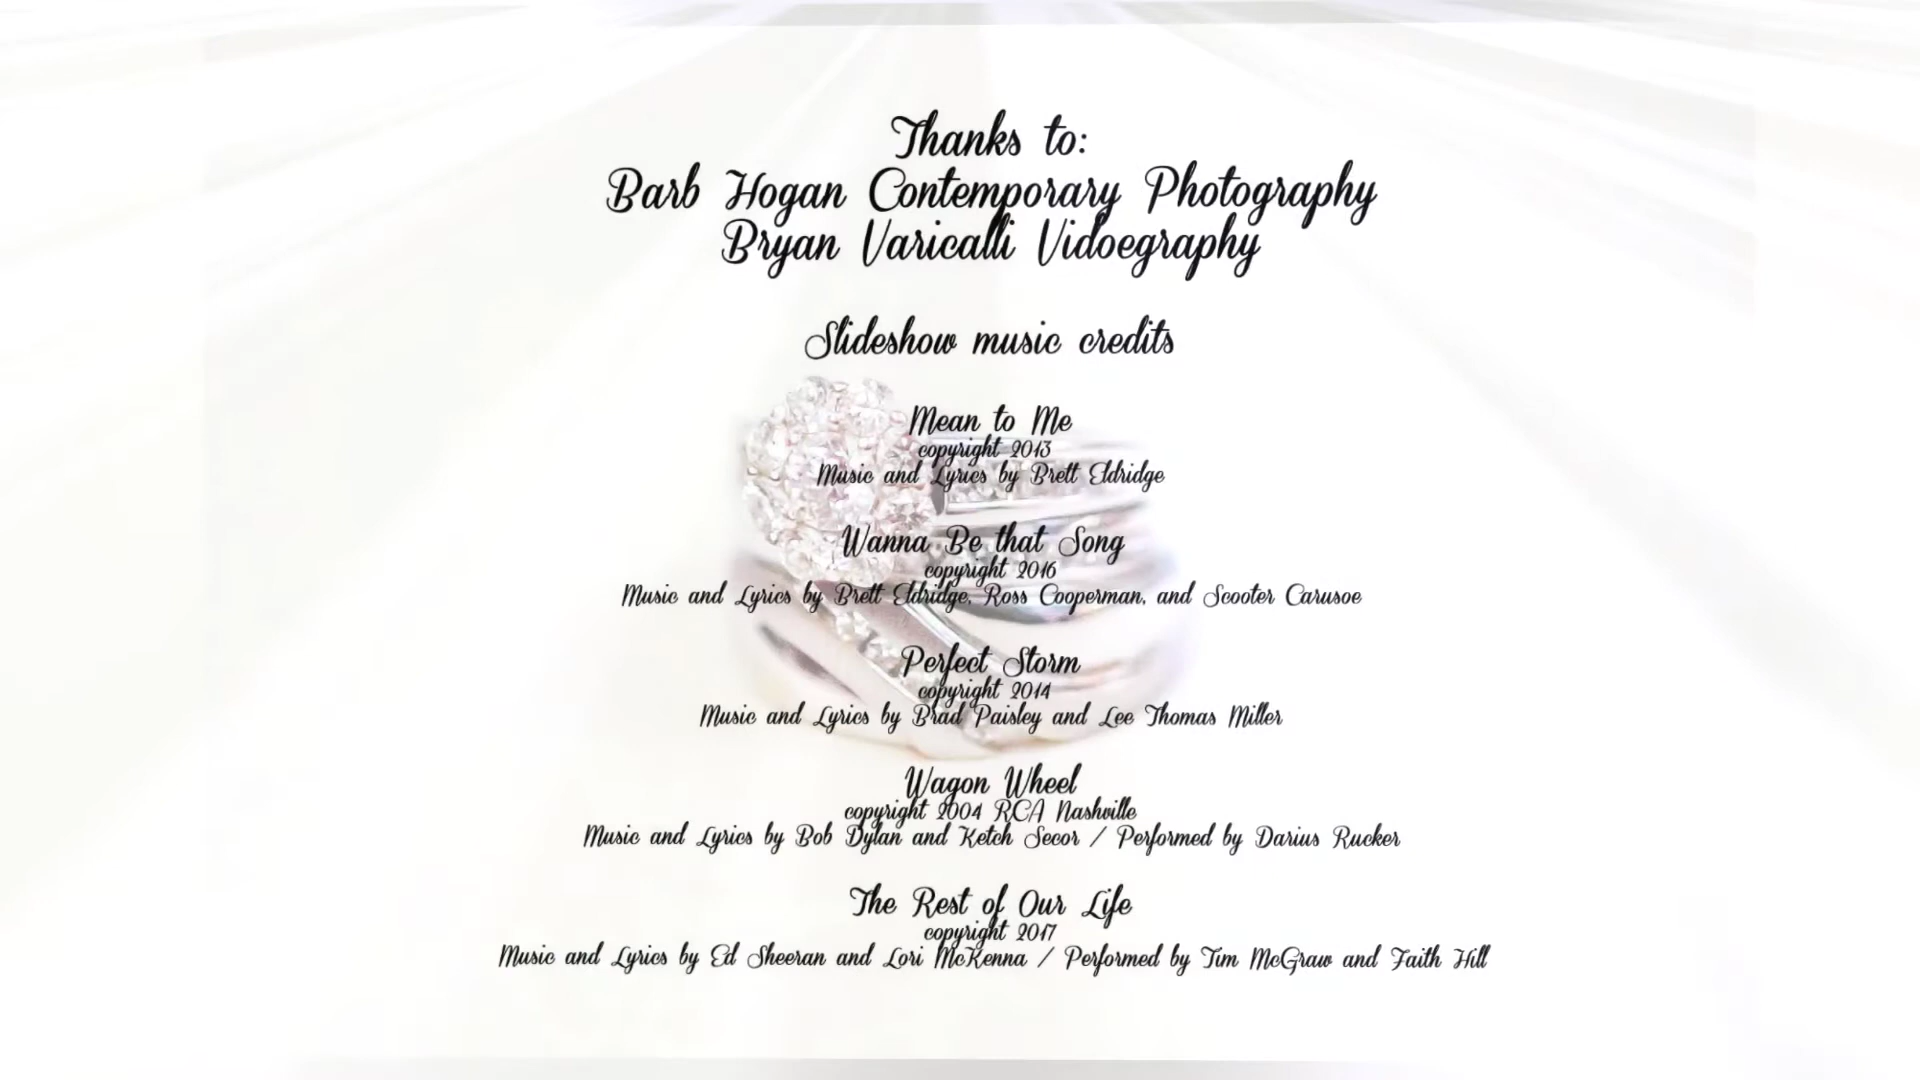 Thanks to:
Barb Hogan Contemporary Photography
Bryan Varicalli Vidoegraphy
Slideshow music credits
Mean to Me
copyright 2013
Music and Lyrics by Brett Eldridge
Wanna Be that Song
copyright 2016
Music and Lyrics by Brett Eldridge, Ross Cooperman, and Scooter Carusoe
Perfect Storm
copyright 2014
Music and Lyrics by Brad Paisley and Lee Thomas Miller
Wagon Wheel
copyright 2004 RCA Nashville
Music and Lyrics by Bob Dylan and Ketch Secor / Performed by Darius Rucker
The Rest of Our Life
copyright 2017
Music and Lyrics by Ed Sheeran and Lori McKenna / Performed by Tim McGraw and Faith Hill